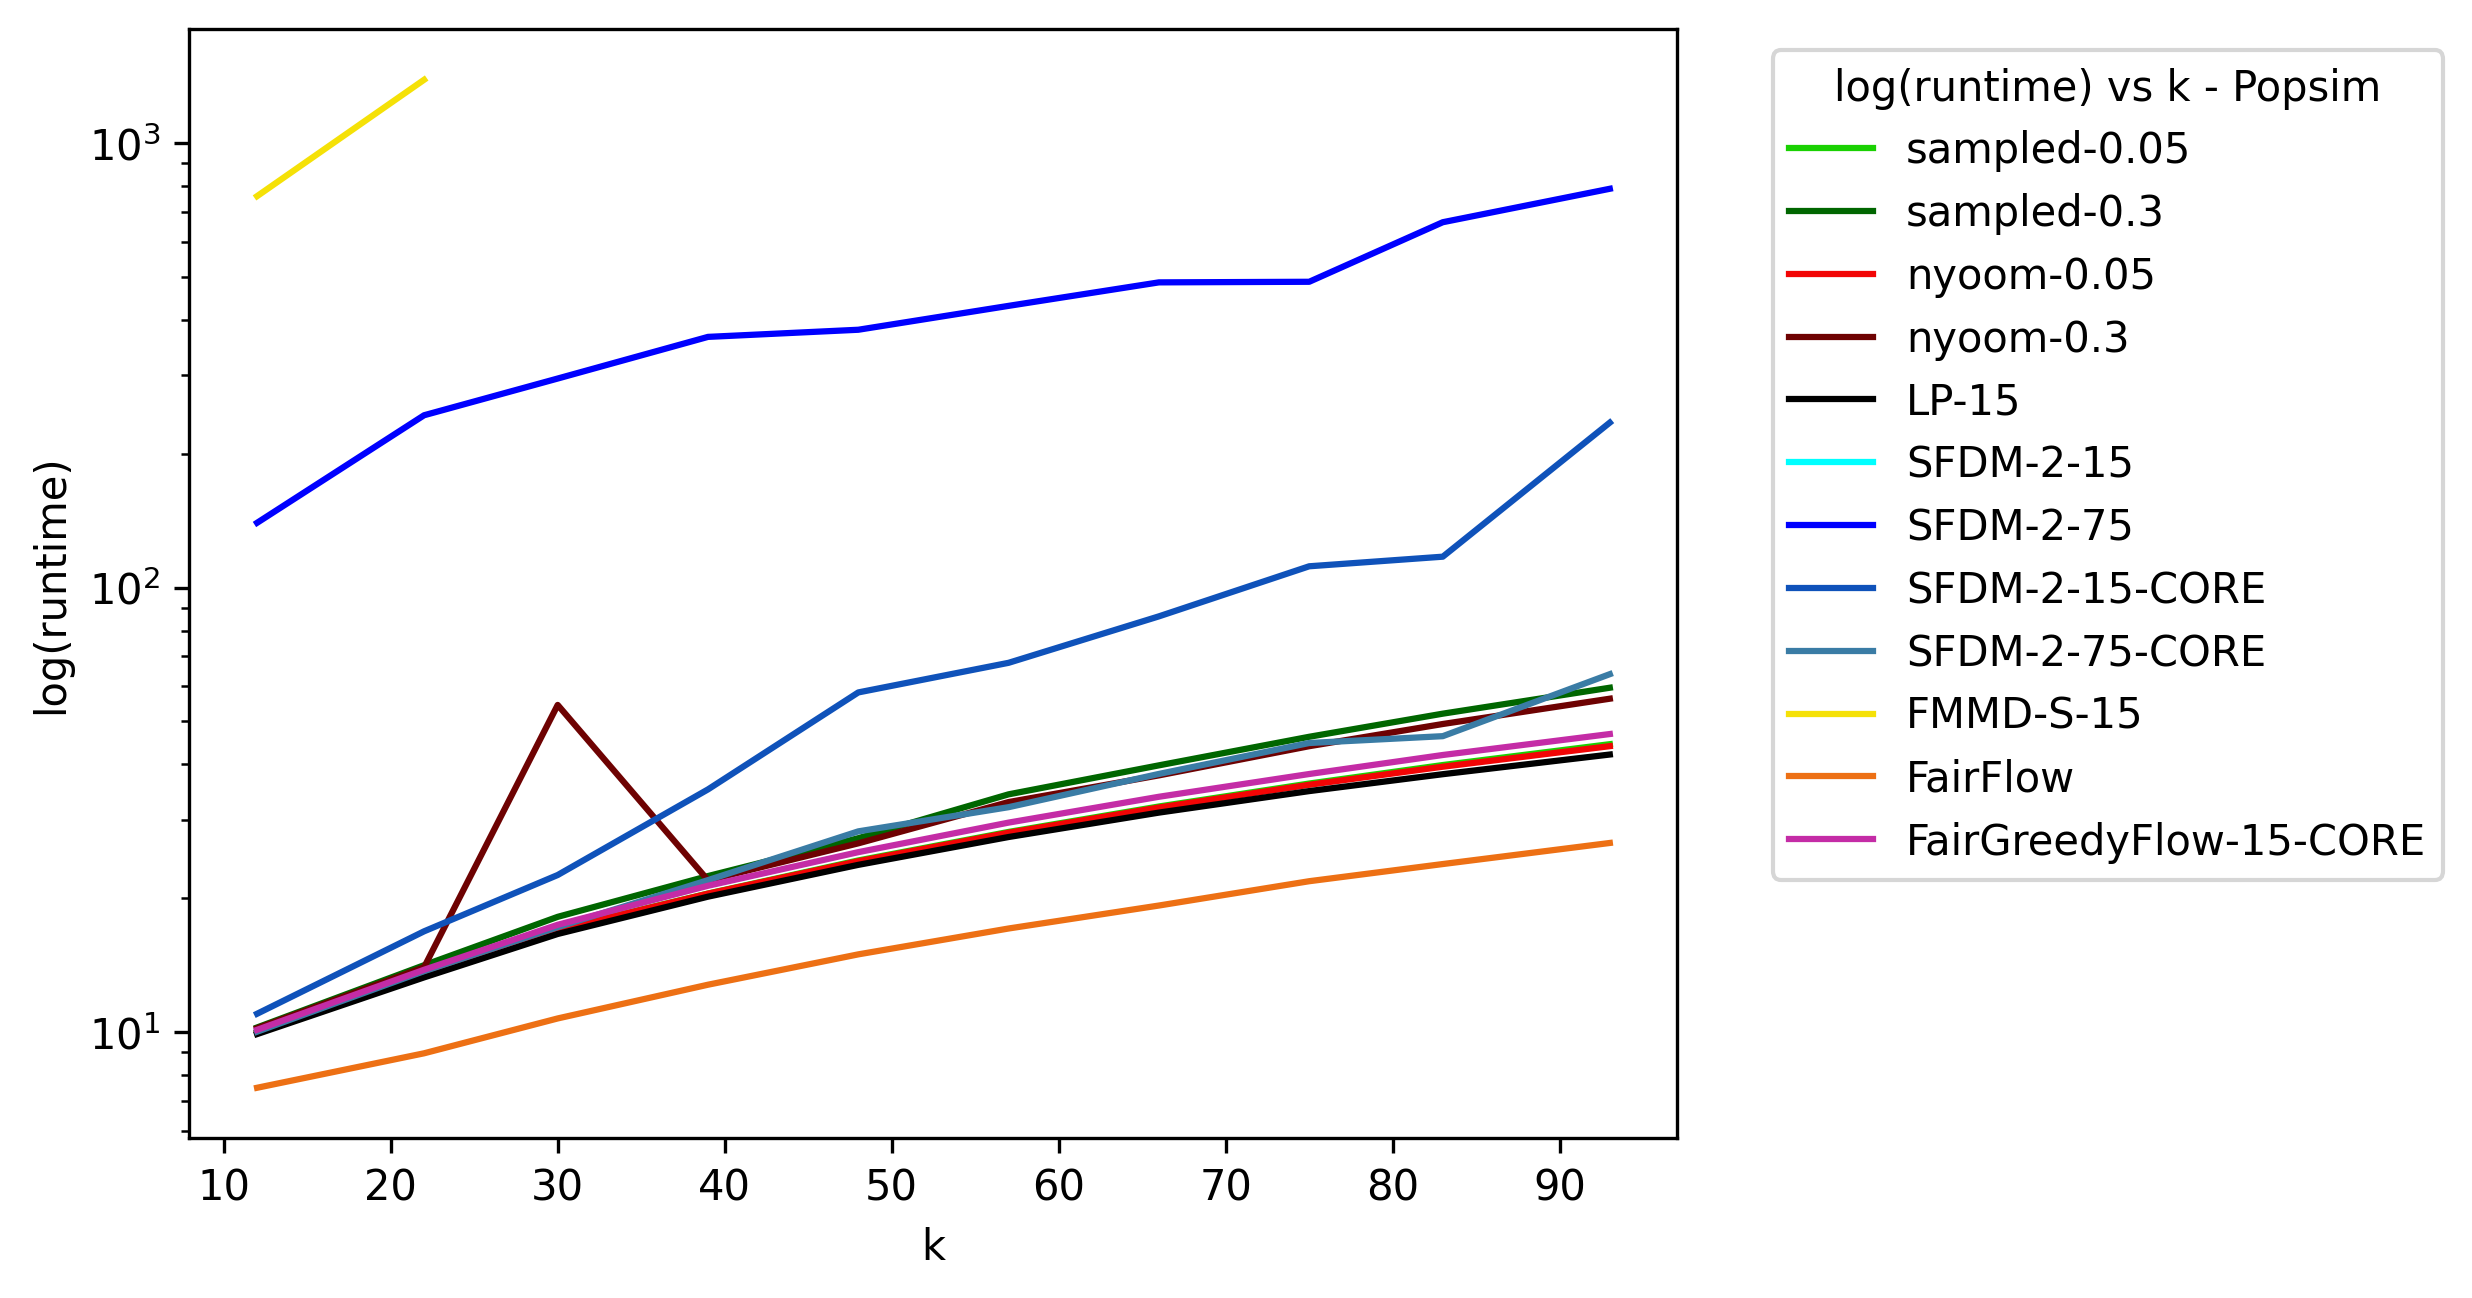 10³
10²
10¹
log(runtime)
10 20 30 40 50 60 70 80 90
k
log(runtime) vs k - Popsim
sampled-0.05
sampled-0.3
nyoom-0.05
nyoom-0.3
LP-15
SFDM-2-15
SFDM-2-75
SFDM-2-15-CORE
SFDM-2-75-CORE
FMMD-S-15
FairFlow
FairGreedyFlow-15-CORE